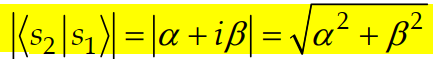 |⟨s₂|s₁⟩| = |α + iβ| = √(α² + β²)